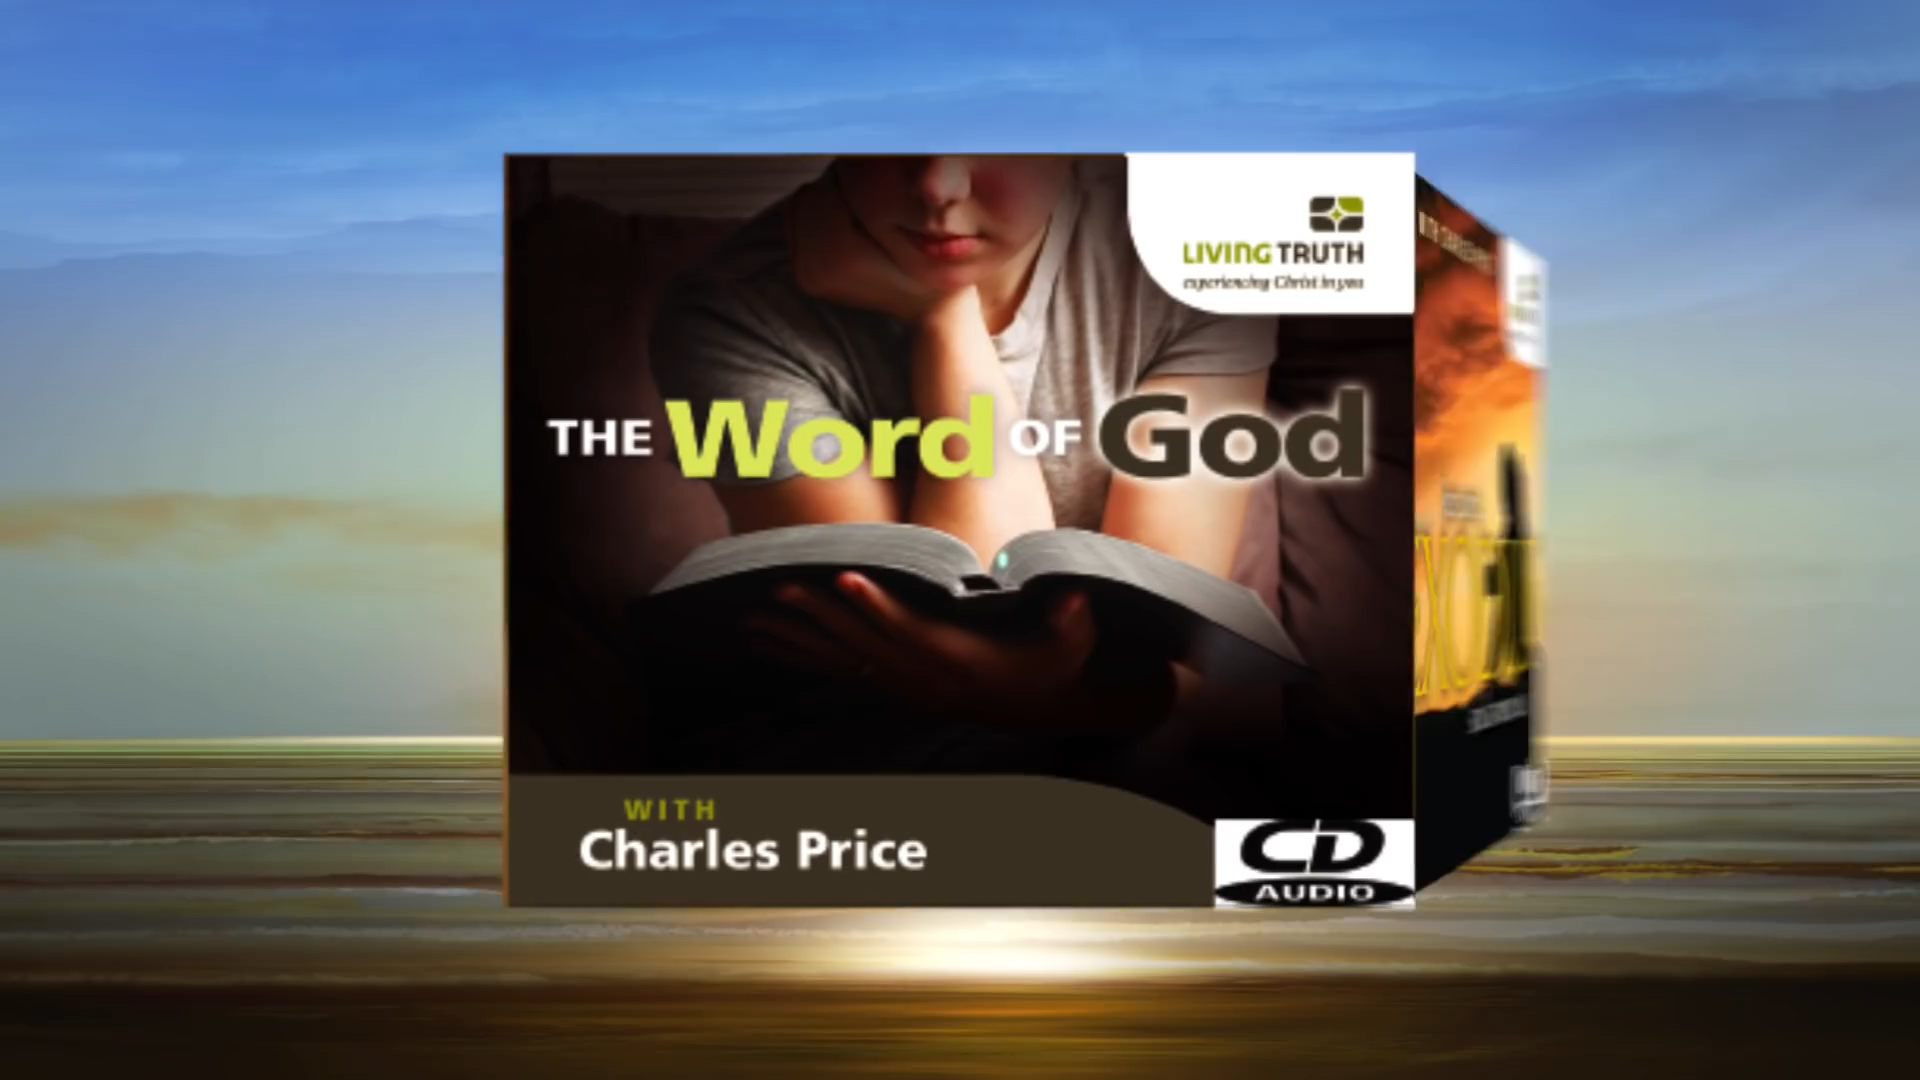 LIVING TRUTH
experiencing Christ in you
THE Word OF God
WITH
Charles Price
CD
AUDIO